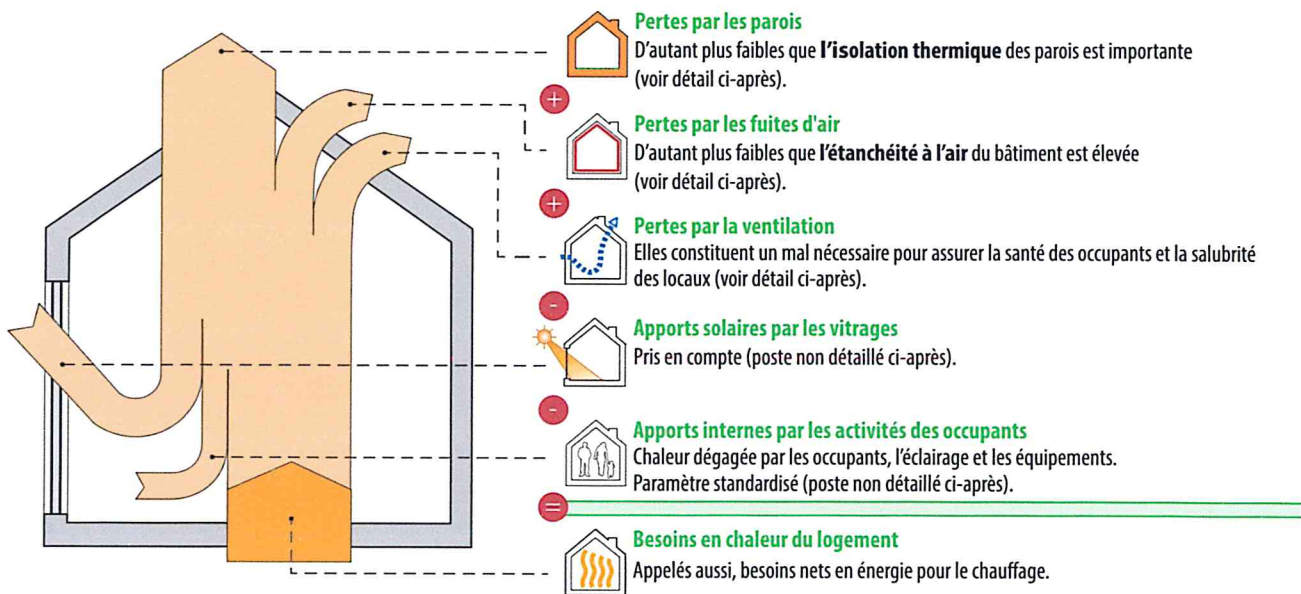 Pertes par les parois
D'autant plus faibles que l'isolation thermique des parois est importante
(voir détail ci-après).
+
Pertes par les fuites d'air
D'autant plus faibles que l'étanchéité à l'air du bâtiment est élevée
(voir détail ci-après).
+
Pertes par la ventilation
Elles constituent un mal nécessaire pour assurer la santé des occupants et la salubrité
des locaux (voir détail ci-après).
-
Apports solaires par les vitrages
Pris en compte (poste non détaillé ci-après).
-
Apports internes par les activités des occupants
Chaleur dégagée par les occupants, l'éclairage et les équipements.
Paramètre standardisé (poste non détaillé ci-après).
=
Besoins en chaleur du logement
Appelés aussi, besoins nets en énergie pour le chauffage.